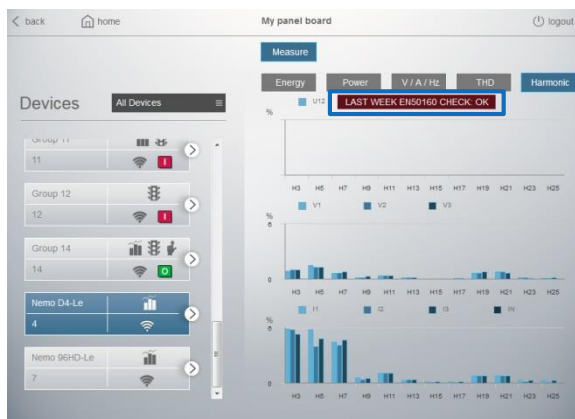 back home My panel board logout
Measure
Energy Power V / A / Hz THD Harmonic
Devices All Devices
U12 LAST WEEK EN50160 CHECK: OK
%
Group 11
11 I
H3 H5 H7 H9 H11 H13 H15 H17 H19 H21 H23 H25
Group 12
12 I
V1 V2 V3
%
6
Group 14
14 O
0
H3 H5 H7 H9 H11 H13 H15 H17 H19 H21 H23 H25
Nemo D4-Le
4
I1 I2 I3 IN
%
Nemo 96HD-Le
7
0
H3 H5 H7 H9 H11 H13 H15 H17 H19 H21 H23 H25